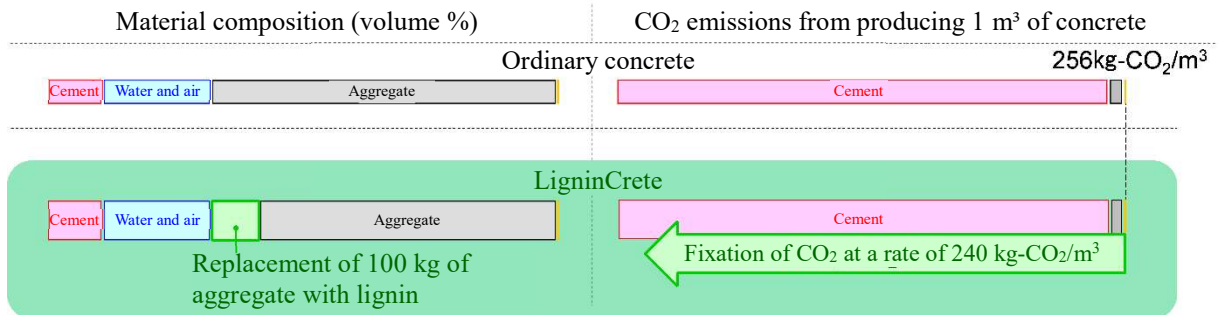 Material composition (volume %)
CO₂ emissions from producing 1 m³ of concrete
Ordinary concrete
256kg-CO₂/m³
Cement
Water and air
Aggregate
Cement
LigninCrete
Cement
Water and air
Aggregate
Cement
Fixation of CO₂ at a rate of 240 kg-CO₂/m³
Replacement of 100 kg of
aggregate with lignin